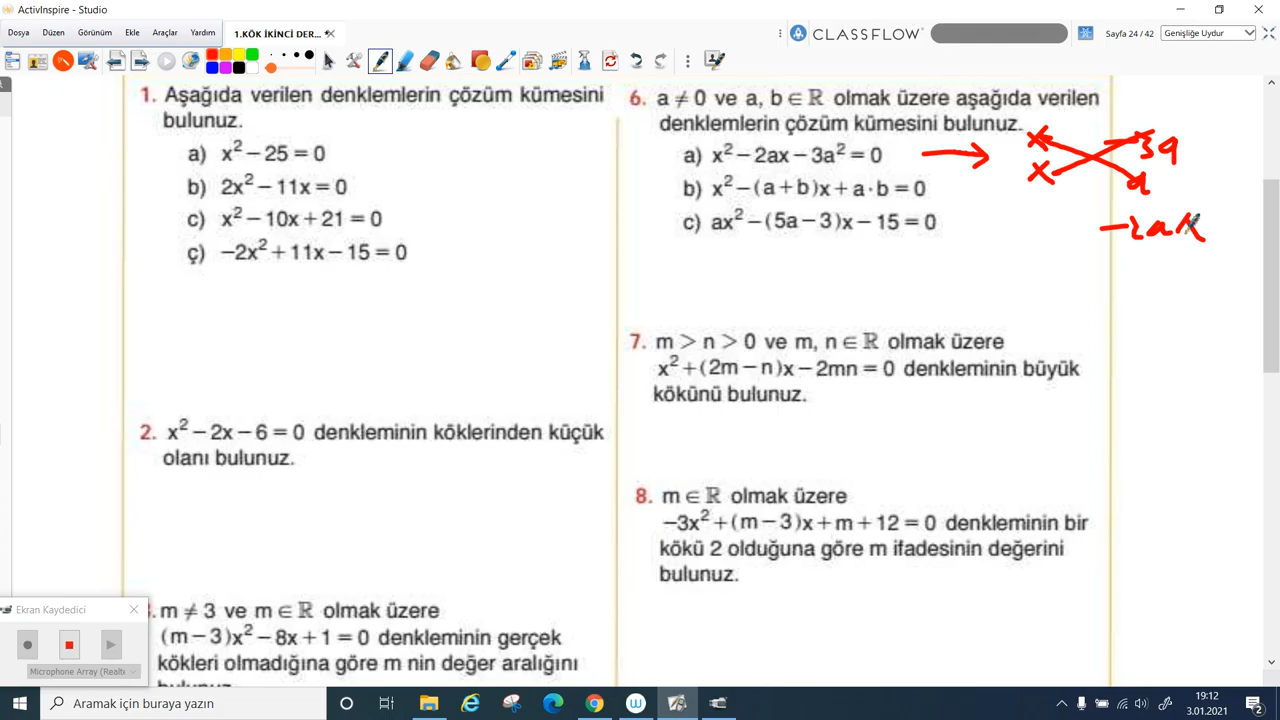 ActivInspire - Studio
Dosya Düzen Görünüm Ekle Araçlar Yardım
1.KÖK İKİNCİ DER...
CLASSFLOW
Sayfa 24 / 42
Genişliğe Uydur
1. Aşağıda verilen denklemlerin çözüm kümesini
bulunuz.
a) x² − 25 = 0
b) 2x² − 11x = 0
c) x² − 10x + 21 = 0
ç) −2x² + 11x − 15 = 0
2. x² − 2x − 6 = 0 denkleminin köklerinden küçük
olanı bulunuz.
m ≠ 3 ve m ∈ ℝ olmak üzere
(m − 3)x² − 8x + 1 = 0 denkleminin gerçek
kökleri olmadığına göre m nin değer aralığını
bulunuz.
6. a ≠ 0 ve a, b ∈ ℝ olmak üzere aşağıda verilen
denklemlerin çözüm kümesini bulunuz.
a) x² − 2ax − 3a² = 0
b) x² − (a + b)x + a · b = 0
c) ax² − (5a − 3)x − 15 = 0
x −3a
x a
−2ax
7. m > n > 0 ve m, n ∈ ℝ olmak üzere
x² + (2m − n)x − 2mn = 0 denkleminin büyük
kökünü bulunuz.
8. m ∈ ℝ olmak üzere
−3x² + (m − 3)x + m + 12 = 0 denkleminin bir
kökü 2 olduğuna göre m ifadesinin değerini
bulunuz.
Ekran Kaydedici
Microphone Array (Realte
Aramak için buraya yazın
19:12
3.01.2021
2